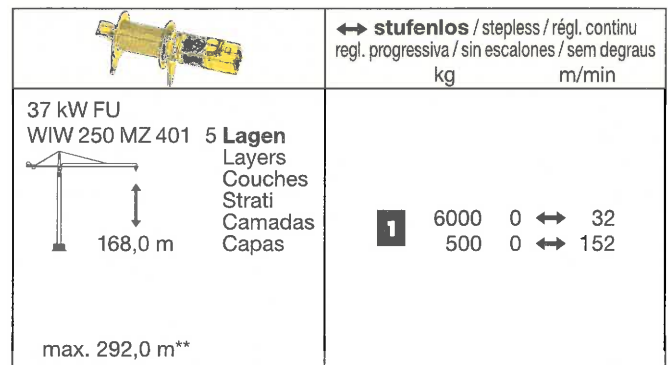 ↔ stufenlos / stepless / régl. continu
regl. progressiva / sin escalones / sem degraus
kg m/min
37 kW FU
WIW 250 MZ 401 5 Lagen
Layers
Couches
Strati
Camadas
Capas
168,0 m
max. 292,0 m**
1 6000 0 ↔ 32
500 0 ↔ 152